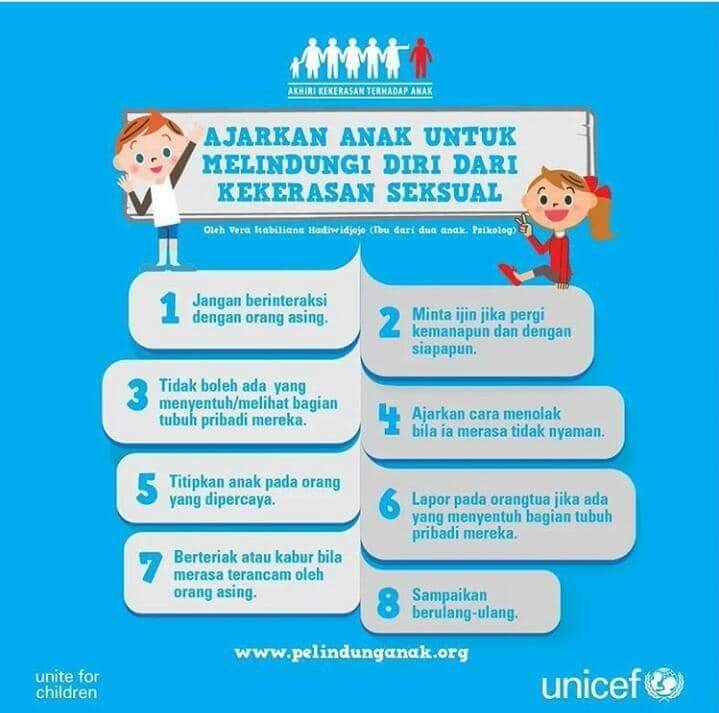 AKHIRI KEKERASAN TERHADAP ANAK
AJARKAN ANAK UNTUK
MELINDUNGI DIRI DARI
KEKERASAN SEKSUAL
Oleh Vera Itabiliana Hadiwidjojo (Ibu dari dua anak. Psikolog)
1 Jangan berinteraksi
dengan orang asing.
2 Minta ijin jika pergi
kemanapun dan dengan
siapapun.
3 Tidak boleh ada yang
menyentuh/melihat bagian
tubuh pribadi mereka.
4 Ajarkan cara menolak
bila ia merasa tidak nyaman.
5 Titipkan anak pada orang
yang dipercaya.
6 Lapor pada orangtua jika ada
yang menyentuh bagian tubuh
pribadi mereka.
7 Berteriak atau kabur bila
merasa terancam oleh
orang asing.
8 Sampaikan
berulang-ulang.
www.pelindunganak.org
unite for
children
unicef